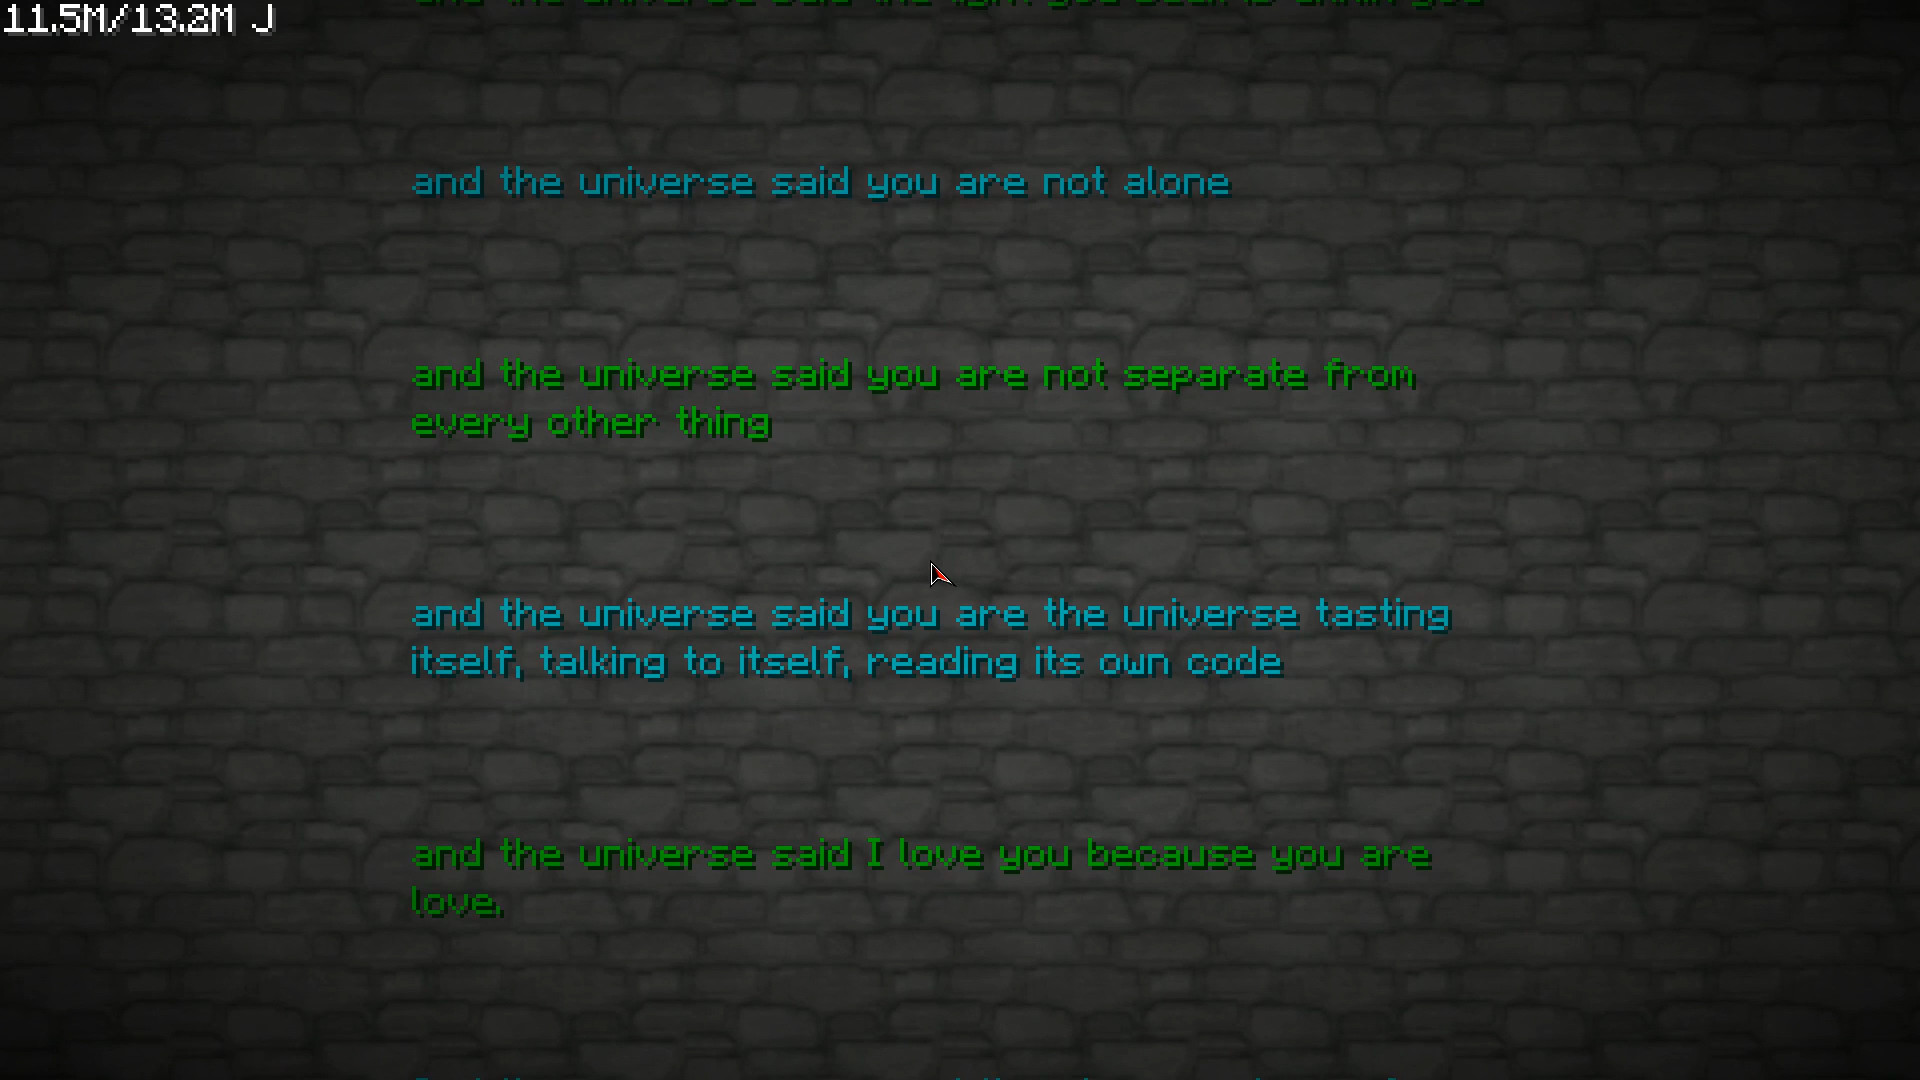 11.5M/13.2M J
and the universe said you are not alone
and the universe said you are not separate from
every other thing
and the universe said you are the universe tasting
itself, talking to itself, reading its own code
and the universe said I love you because you are
love.